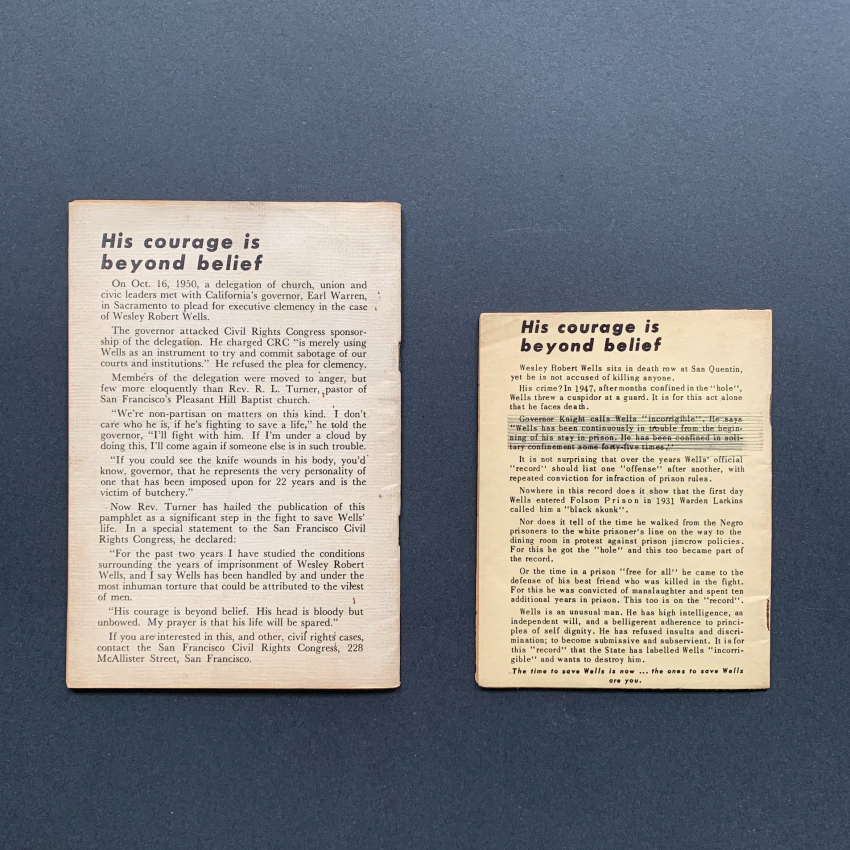 His courage is
beyond belief
On Oct. 16, 1950, a delegation of church, union and
civic leaders met with California's governor, Earl Warren,
in Sacramento to plead for executive clemency in the case
of Wesley Robert Wells.
The governor attacked Civil Rights Congress sponsor-
ship of the delegation. He charged CRC "is merely using
Wells as an instrument to try and commit sabotage of our
courts and institutions." He refused the plea for clemency.
Members of the delegation were moved to anger, but
few more eloquently than Rev. R. L. Turner, pastor of
San Francisco's Pleasant Hill Baptist church.
"We're non-partisan on matters on this kind. I don't
care who he is, if he's fighting to save a life," he told the
governor, "I'll fight with him. If I'm under a cloud by
doing this, I'll come again if someone else is in such trouble.
"If you could see the knife wounds in his body, you'd
know, governor, that he represents the very personality of
one that has been imposed upon for 22 years and is the
victim of butchery."
Now Rev. Turner has hailed the publication of this
pamphlet as a significant step in the fight to save Wells'
life. In a special statement to the San Francisco Civil
Rights Congress, he declared:
"For the past two years I have studied the conditions
surrounding the years of imprisonment of Wesley Robert
Wells, and I say Wells has been handled by and under the
most inhuman torture that could be attributed to the vilest
of men.
"His courage is beyond belief. His head is bloody but
unbowed. My prayer is that his life will be spared."
If you are interested in this, and other, civil rights cases,
contact the San Francisco Civil Rights Congress, 228
McAllister Street, San Francisco.
His courage is
beyond belief
Wesley Robert Wells sits in death row at San Quentin,
yet he is not accused of killing anyone.
His crime? In 1947, after months confined in the "hole",
Wells threw a cuspidor at a guard. It is for this act alone
that he faces death.
Governor Knight calls Wells "incorrigible". He says
"Wells has been continuously in trouble from the begin-
ning of his stay in prison. He has been confined in soli-
tary confinement some forty-five times."
It is not surprising that over the years Wells' official
"record" should list one "offense" after another, with
repeated conviction for infraction of prison rules.
Nowhere in this record does it show that the first day
Wells entered Folsom Prison in 1931 Warden Larkins
called him a "black skunk".
Nor does it tell of the time he walked from the Negro
prisoners to the white prisoner's line on the way to the
dining room in protest against prison jimcrow policies.
For this he got the "hole" and this too became part of
the record.
Or the time in a prison "free for all" he came to the
defense of his best friend who was killed in the fight.
For this he was convicted of manslaughter and spent ten
additional years in prison. This too is on the "record".
Wells is an unusual man. He has high intelligence, an
independent will, and a belligerent adherence to princi-
ples of self dignity. He has refused insults and discri-
mination; to become submissive and subservient. It is for
this "record" that the State has labelled Wells "incorri-
gible" and wants to destroy him.
The time to save Wells is now ... the ones to save Wells
are you.